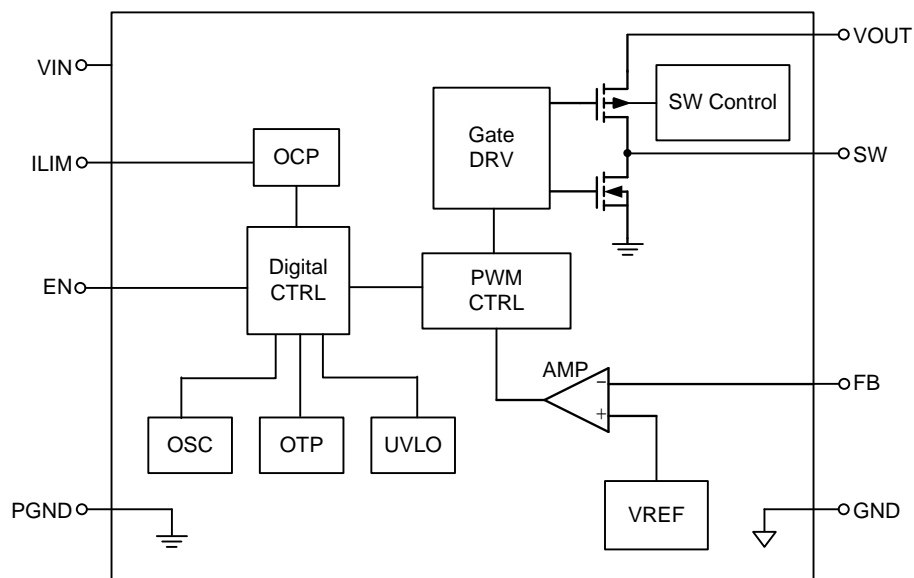 VOUT
VIN
SW Control
Gate
DRV
OCP
ILIM
SW
Digital
CTRL
PWM
CTRL
EN
AMP
FB
−
+
OSC
OTP
UVLO
VREF
PGND
GND